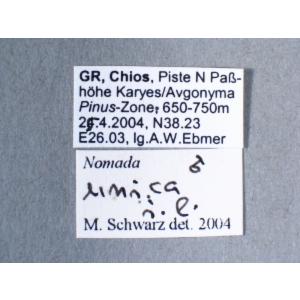 GR, Chios, Piste N Paß-
höhe Karyes/Avgonyma
Pinus-Zone, 650-750m
25.4.2004, N38.23
E26.03, lg.A.W.Ebmer
Nomada ♂
unica
M. Schwarz det. 2004